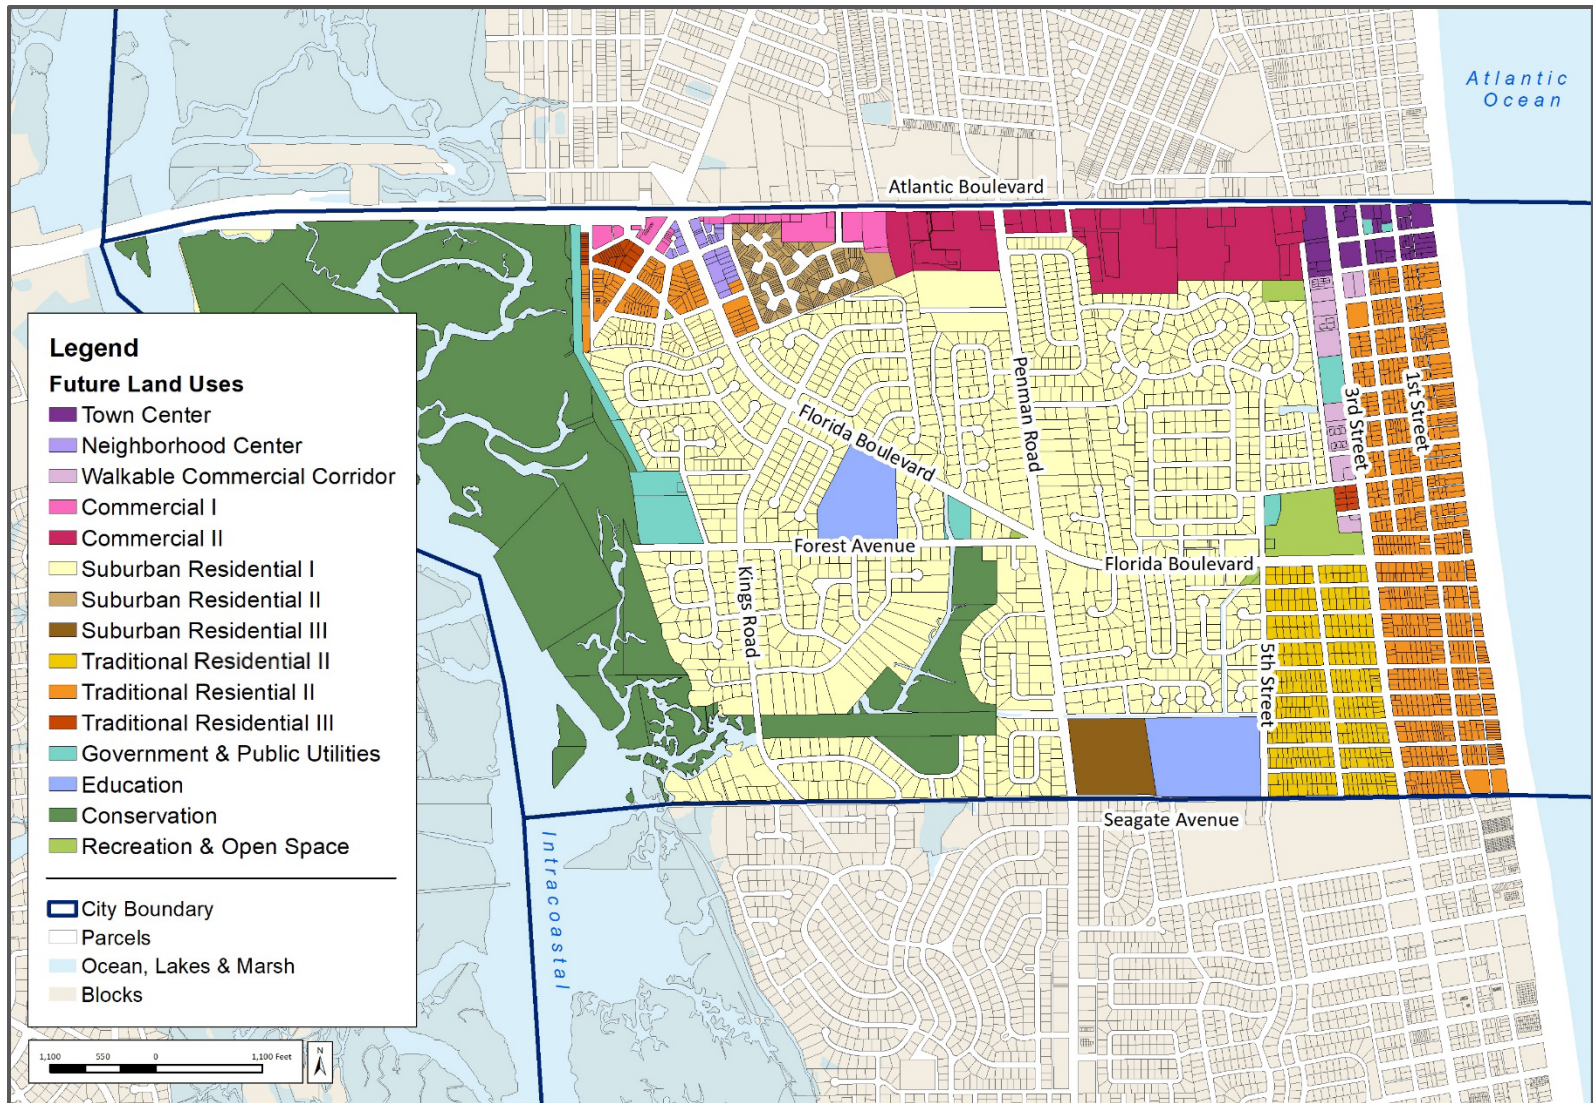 Atlantic
Ocean
Atlantic Boulevard
Legend
Future Land Uses
Town Center
Neighborhood Center
Walkable Commercial Corridor
Commercial I
Commercial II
Suburban Residential I
Suburban Residential II
Suburban Residential III
Traditional Residential II
Traditional Resiential II
Traditional Residential III
Government & Public Utilities
Education
Conservation
Recreation & Open Space
City Boundary
Parcels
Ocean, Lakes & Marsh
Blocks
1,100 550 0 1,100 Feet
N
Florida Boulevard
Penman Road
3rd Street
1st Street
Forest Avenue
Florida Boulevard
Kings Road
5th Street
Seagate Avenue
Intracoastal